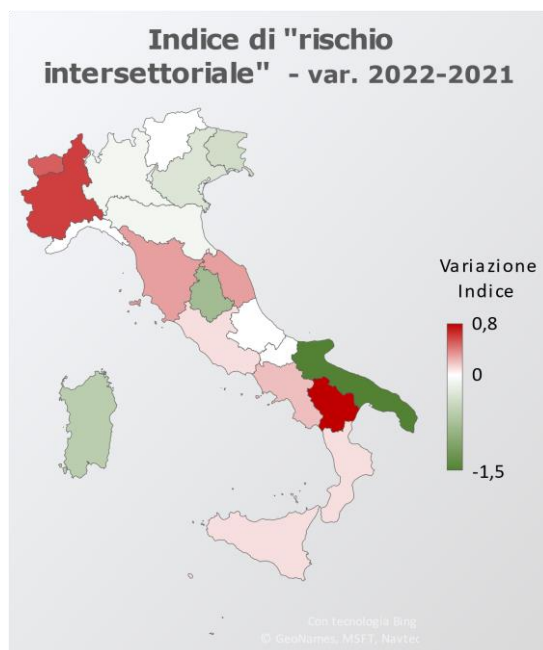 Indice di "rischio
intersettoriale" - var. 2022-2021
Variazione
Indice
0,8
0
-1,5
Con tecnologia Bing
© GeoNames, MSFT, Navteq